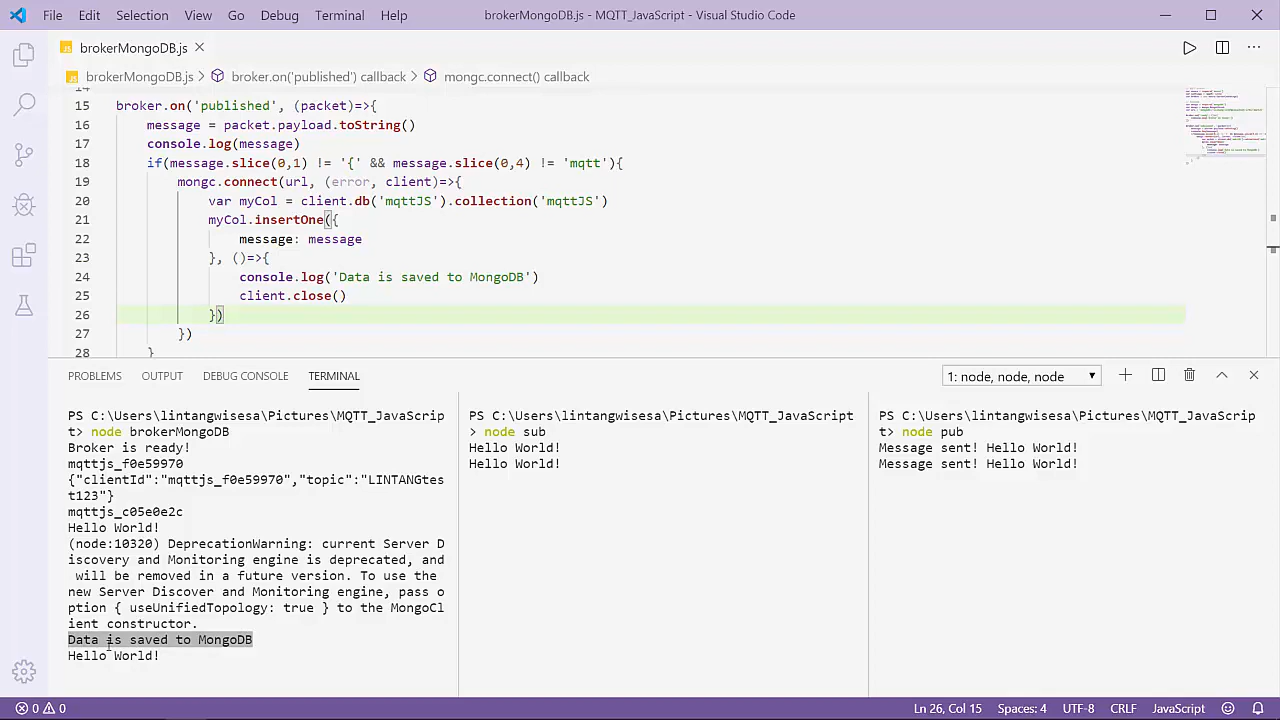 File Edit Selection View Go Debug Terminal Help
brokerMongoDB.js - MQTT_JavaScript - Visual Studio Code
JS brokerMongoDB.js
JS brokerMongoDB.js > broker.on('published') callback > mongc.connect() callback
15 broker.on('published', (packet)=>{
16 message = packet.payload.toString()
17 console.log(message)
18 if(message.slice(0,1) != '{' && message.slice(0,4) != 'mqtt'){
19 mongc.connect(url, (error, client)=>{
20 var myCol = client.db('mqttJS').collection('mqttJS')
21 myCol.insertOne({
22 message: message
23 }, ()=>{
24 console.log('Data is saved to MongoDB')
25 client.close()
26 })
27 })
28 }
PROBLEMS OUTPUT DEBUG CONSOLE TERMINAL
1: node, node, node
PS C:\Users\lintangwisesa\Pictures\MQTT_JavaScrip
t> node brokerMongoDB
Broker is ready!
mqttjs_f0e59970
{"clientId":"mqttjs_f0e59970","topic":"LINTANGtes
t123"}
mqttjs_c05e0e2c
Hello World!
(node:10320) DeprecationWarning: current Server D
iscovery and Monitoring engine is deprecated, and
will be removed in a future version. To use the
new Server Discover and Monitoring engine, pass o
ption { useUnifiedTopology: true } to the MongoCl
ient constructor.
Data is saved to MongoDB
Hello World!
PS C:\Users\lintangwisesa\Pictures\MQTT_JavaScript
> node sub
Hello World!
Hello World!
PS C:\Users\lintangwisesa\Pictures\MQTT_JavaScrip
t> node pub
Message sent! Hello World!
Message sent! Hello World!
0 0
Ln 26, Col 15 Spaces: 4 UTF-8 CRLF JavaScript